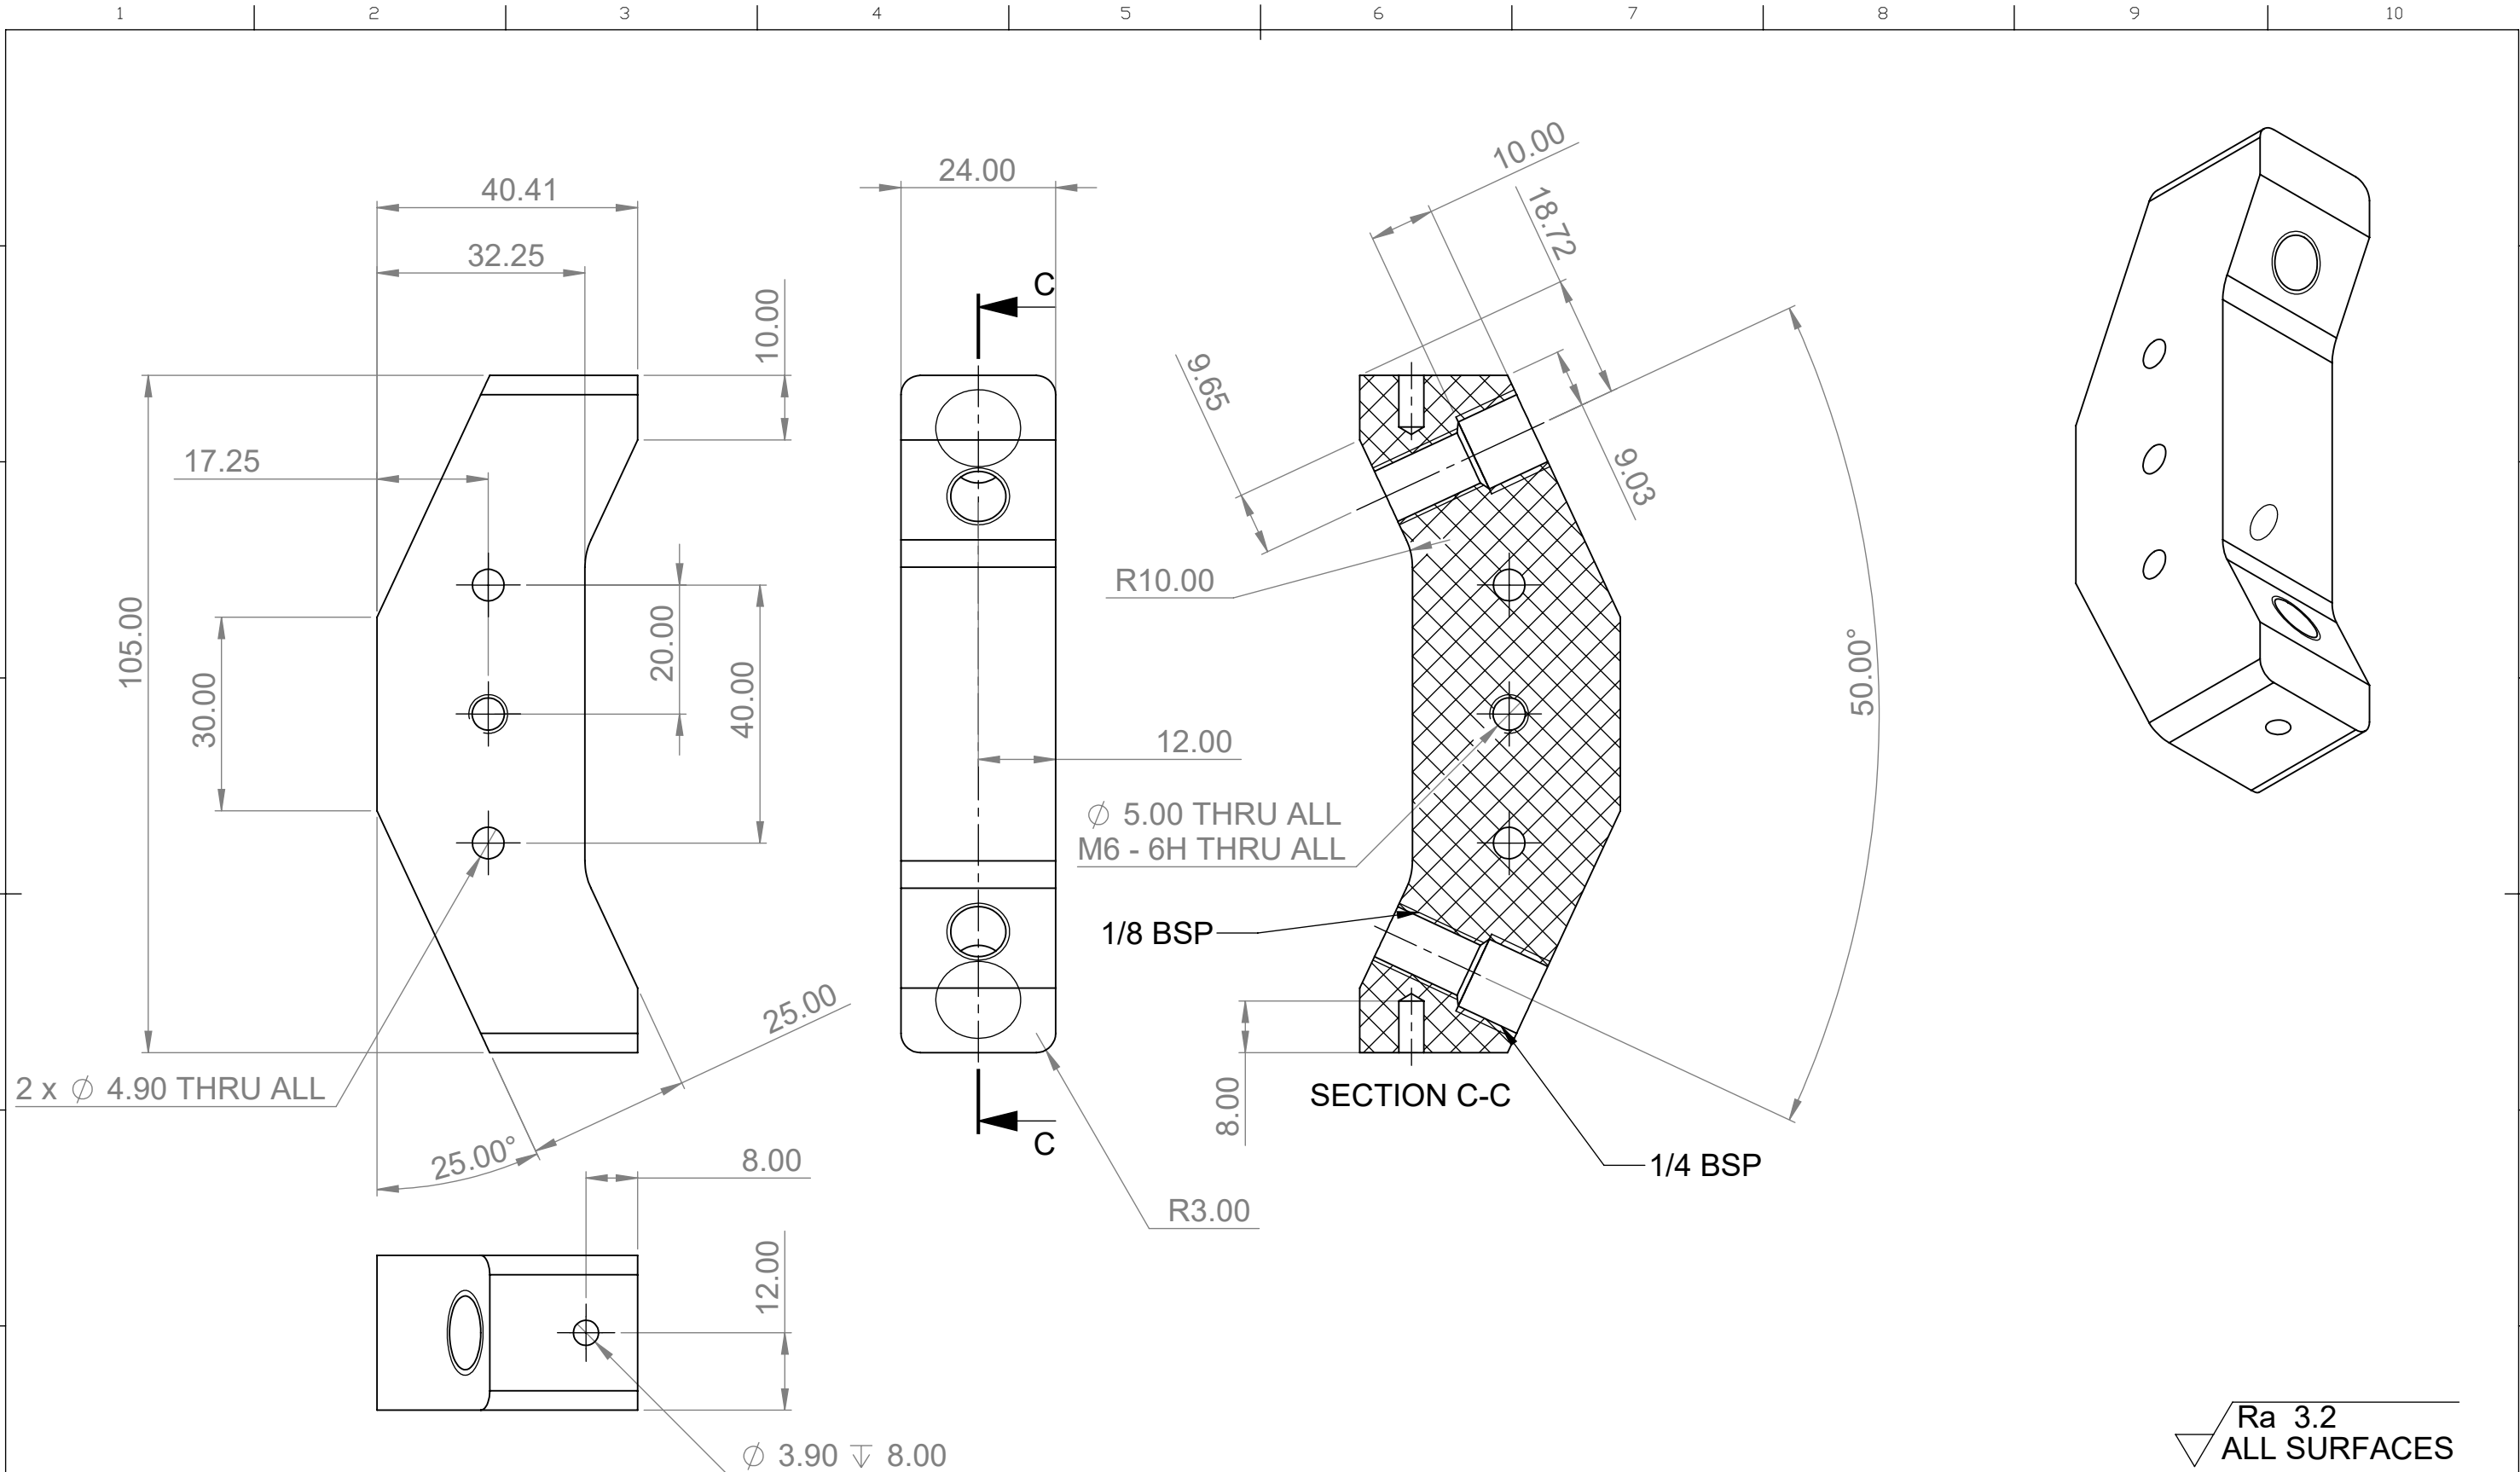 1 2 3 4 5 6 7 8 9 10
10.00
24.00
40.41
18.72
32.25
C
10.00
9.65
17.25
9.03
R10.00
105.00
20.00
50.00°
40.00
30.00
12.00
⌀ 5.00 THRU ALL
M6 - 6H THRU ALL
1/8 BSP
25.00
2 x ⌀ 4.90 THRU ALL
8.00
SECTION C-C
C
25.00°
8.00
1/4 BSP
R3.00
12.00
Ra 3.2
ALL SURFACES
⌀ 3.90 ↧ 8.00